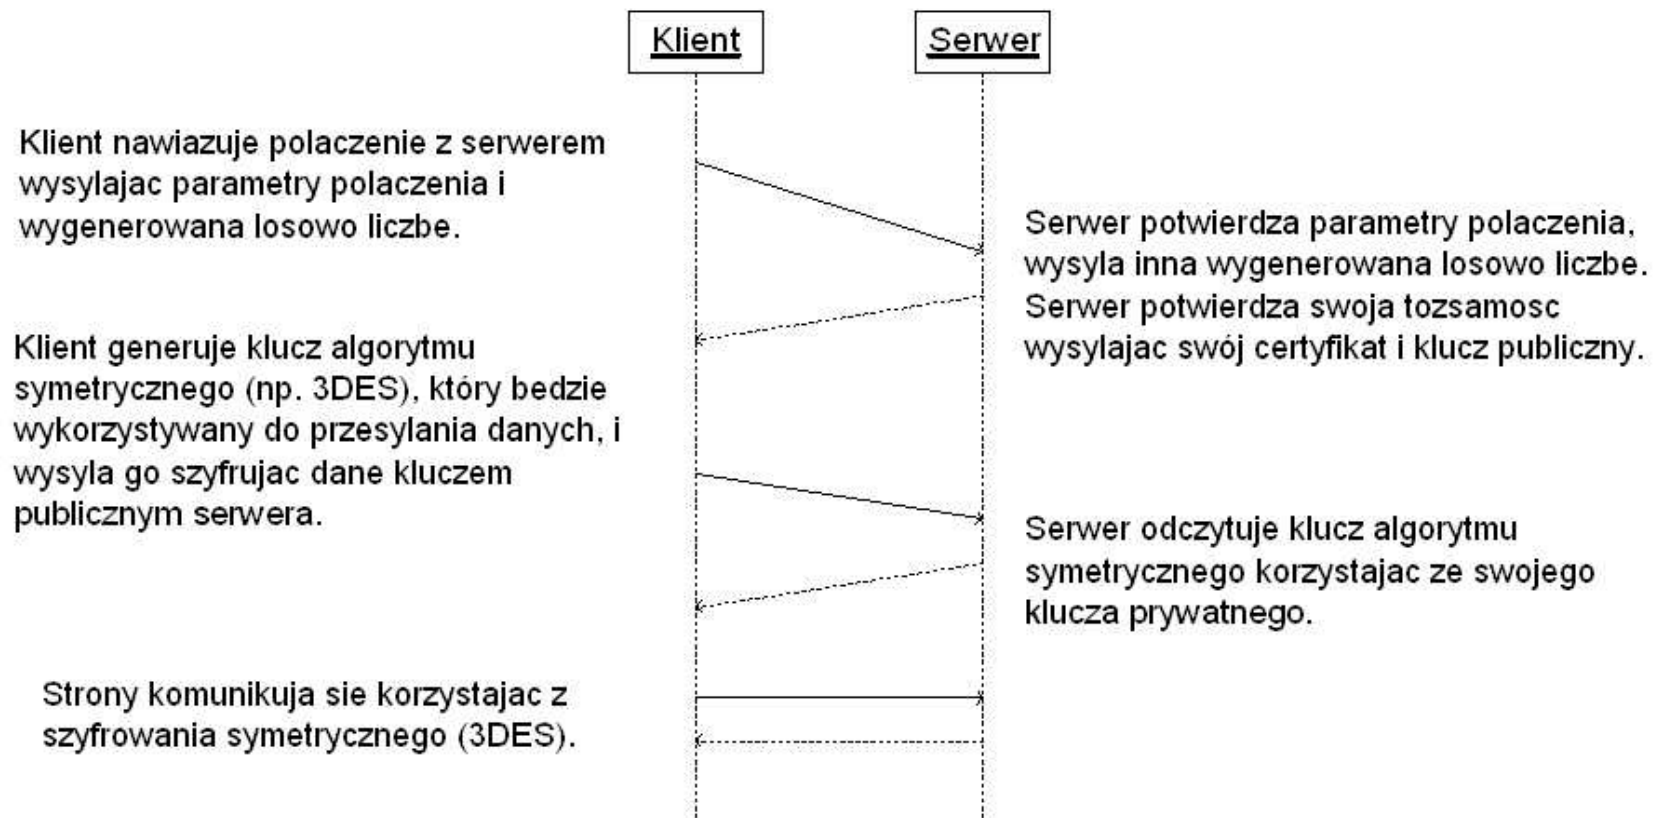 Klient
Serwer
Klient nawiazuje polaczenie z serwerem
wysylajac parametry polaczenia i
wygenerowana losowo liczbe.
Serwer potwierdza parametry polaczenia,
wysyla inna wygenerowana losowo liczbe.
Serwer potwierdza swoja tozsamosc
wysylajac swój certyfikat i klucz publiczny.
Klient generuje klucz algorytmu
symetrycznego (np. 3DES), który bedzie
wykorzystywany do przesylania danych, i
wysyla go szyfrujac dane kluczem
publicznym serwera.
Serwer odczytuje klucz algorytmu
symetrycznego korzystajac ze swojego
klucza prywatnego.
Strony komunikuja sie korzystajac z
szyfrowania symetrycznego (3DES).